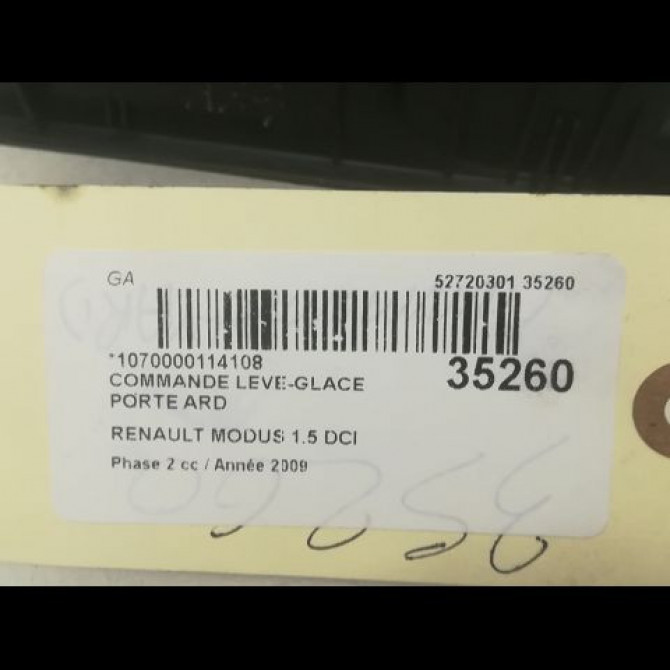 GA 52720301 35260
*1070000114108 35260
COMMANDE LEVE-GLACE
PORTE ARD
RENAULT MODUS 1.5 DCI
Phase 2 cc / Année 2009
35260